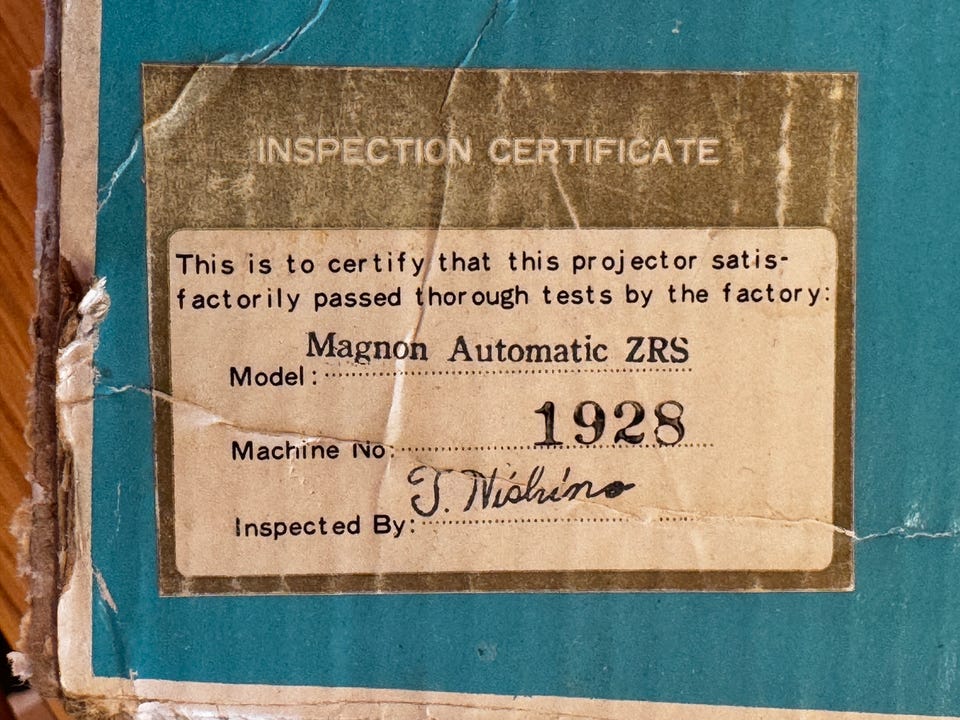 INSPECTION CERTIFICATE
This is to certify that this projector satis-
factorily passed thorough tests by the factory:
Model: Magnon Automatic ZRS
Machine No: 1928
Inspected By: T. Nishino